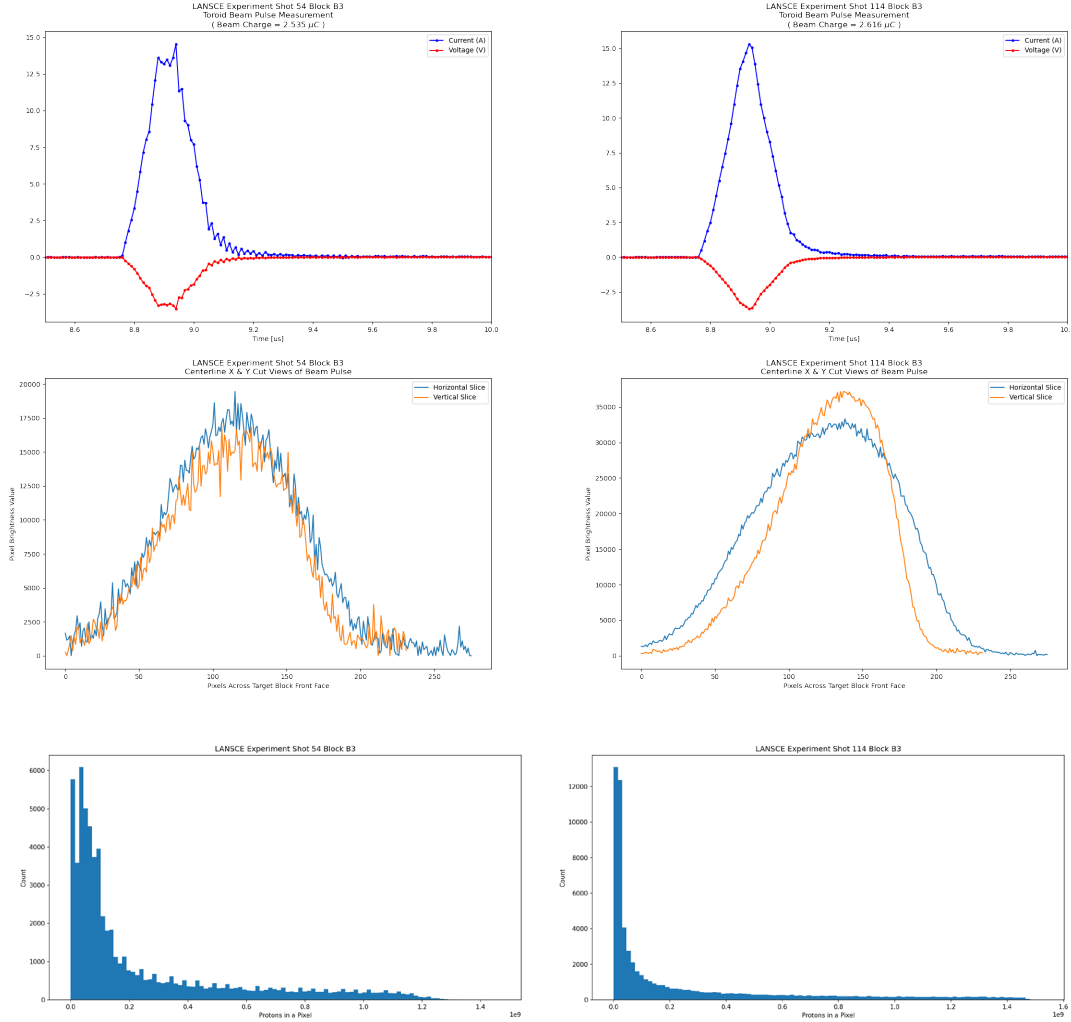 LANSCE Experiment Shot 54 Block B3
Toroid Beam Pulse Measurement
( Beam Charge = 2.535 μC )
15.0
12.5
10.0
7.5
5.0
2.5
0.0
−2.5
Current (A)
Voltage (V)
8.6 8.8 9.0 9.2 9.4 9.6 9.8 10.0
Time [us]
LANSCE Experiment Shot 114 Block B3
Toroid Beam Pulse Measurement
( Beam Charge = 2.616 μC )
15.0
12.5
10.0
7.5
5.0
2.5
0.0
−2.5
Current (A)
Voltage (V)
8.6 8.8 9.0 9.2 9.4 9.6 9.8 10.
Time [us]
LANSCE Experiment Shot 54 Block B3
Centerline X & Y Cut Views of Beam Pulse
Pixel Brightness Value
20000
17500
15000
12500
10000
7500
5000
2500
0
Horizontal Slice
Vertical Slice
0 50 100 150 200 250
Pixels Across Target Block Front Face
LANSCE Experiment Shot 114 Block B3
Centerline X & Y Cut Views of Beam Pulse
Pixel Brightness Value
35000
30000
25000
20000
15000
10000
5000
0
Horizontal Slice
Vertical Slice
0 50 100 150 200 250
Pixels Across Target Block Front Face
LANSCE Experiment Shot 54 Block B3
Count
6000
5000
4000
3000
2000
1000
0
0.0 0.2 0.4 0.6 0.8 1.0 1.2 1.4
Protons in a Pixel
1e9
LANSCE Experiment Shot 114 Block B3
Count
12000
10000
8000
6000
4000
2000
0
0.0 0.2 0.4 0.6 0.8 1.0 1.2 1.4 1.6
Protons in a Pixel
1e9